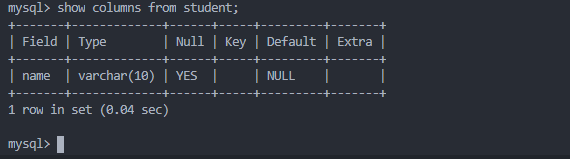 mysql> show columns from student;
+-------+-------------+------+-----+---------+-------+
| Field | Type        | Null | Key | Default | Extra |
+-------+-------------+------+-----+---------+-------+
| name  | varchar(10) | YES  |     | NULL    |       |
+-------+-------------+------+-----+---------+-------+
1 row in set (0.04 sec)
mysql>